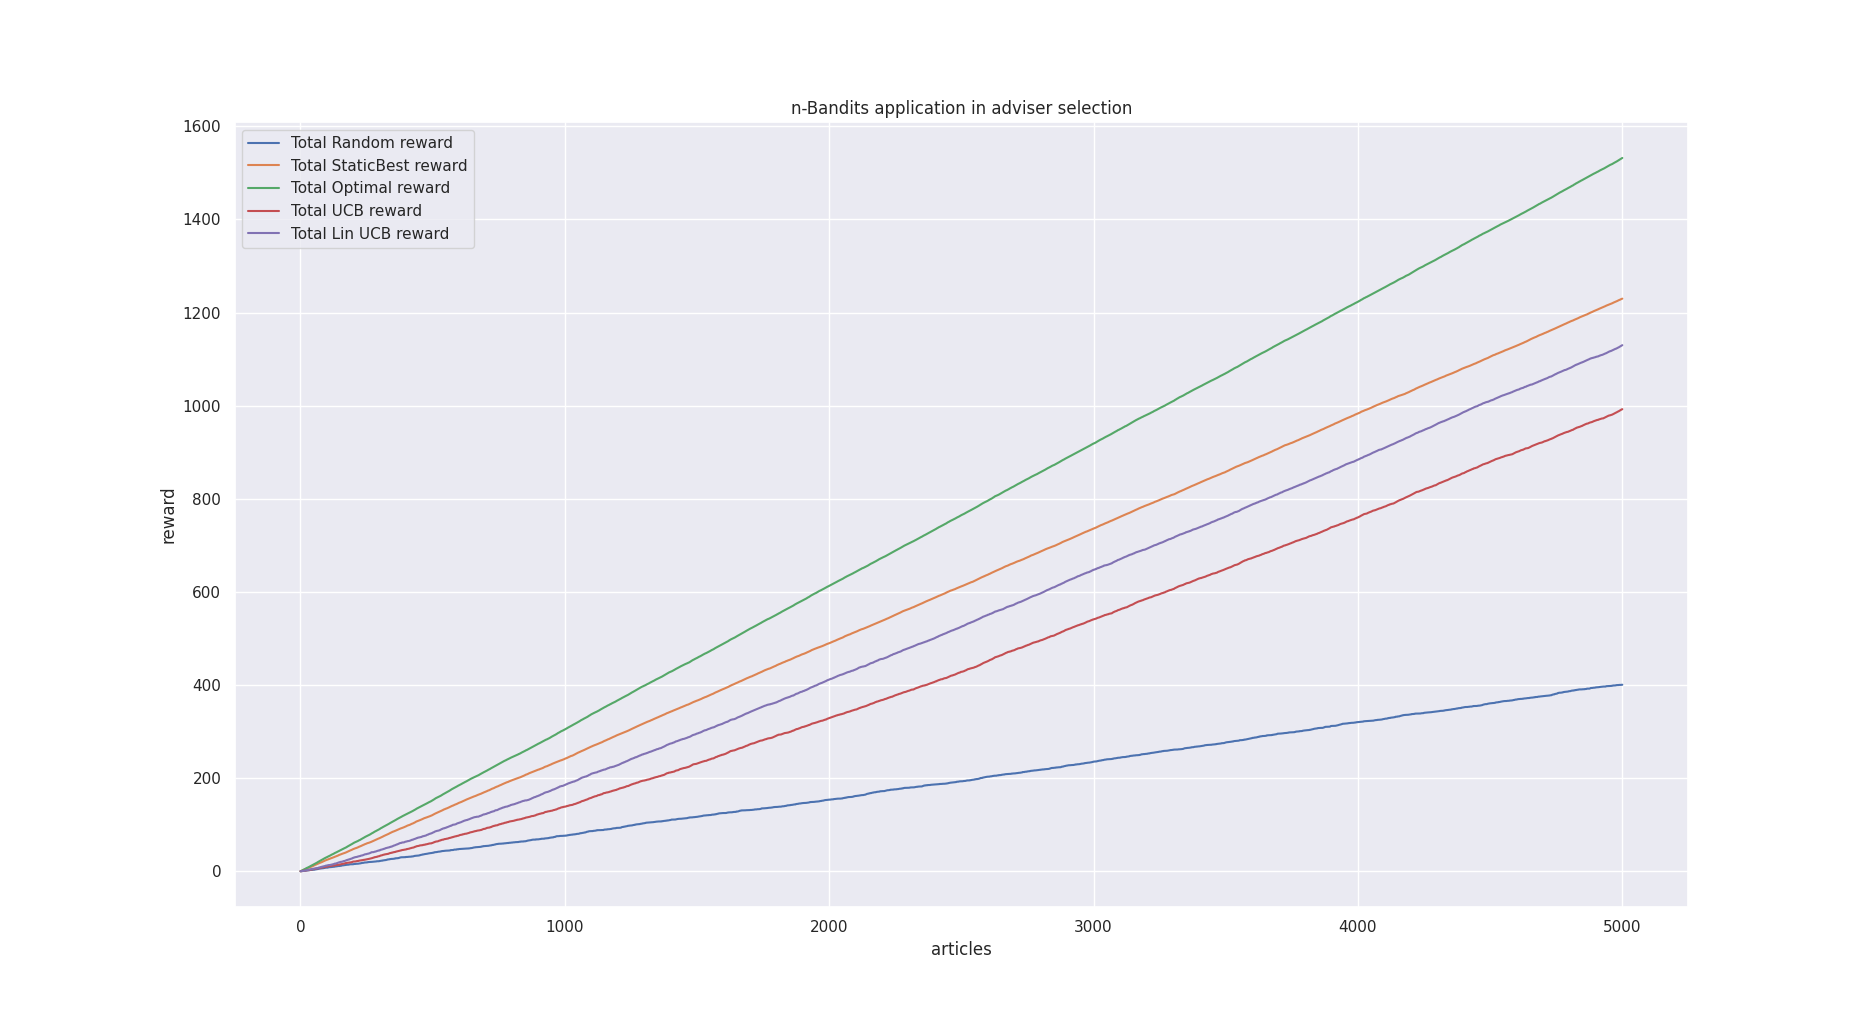 n-Bandits application in adviser selection
Total Random reward
Total StaticBest reward
Total Optimal reward
Total UCB reward
Total Lin UCB reward
1600
1400
1200
1000
800
600
400
200
0
reward
0 1000 2000 3000 4000 5000
articles